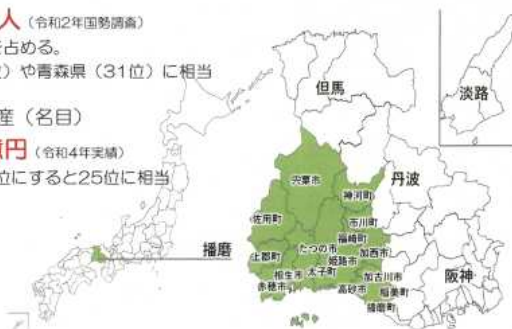 人（令和2年国勢調査）
を占める。
）や青森県（31位）に相当
産（名目）
億円（令和4年実績）
位にすると25位に相当
播磨
但馬
丹波
阪神
淡路
宍粟市
神河町
佐用町
市川町
福崎町
たつの市
加西市
上郡町
姫路市
相生市
太子町
加古川市
赤穂市
高砂市
稲美町
播磨町